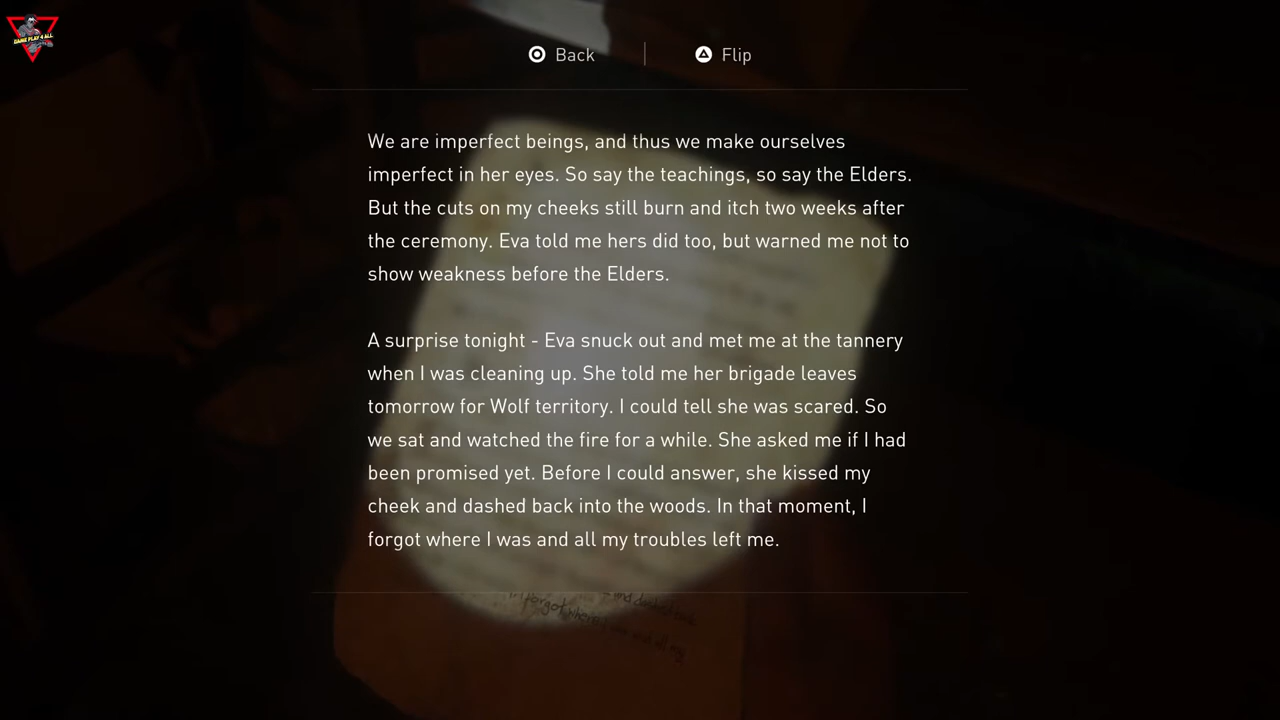 GAME PLAY 4 ALL
Back
Flip
We are imperfect beings, and thus we make ourselves
imperfect in her eyes. So say the teachings, so say the Elders.
But the cuts on my cheeks still burn and itch two weeks after
the ceremony. Eva told me hers did too, but warned me not to
show weakness before the Elders.
A surprise tonight - Eva snuck out and met me at the tannery
when I was cleaning up. She told me her brigade leaves
tomorrow for Wolf territory. I could tell she was scared. So
we sat and watched the fire for a while. She asked me if I had
been promised yet. Before I could answer, she kissed my
cheek and dashed back into the woods. In that moment, I
forgot where I was and all my troubles left me.